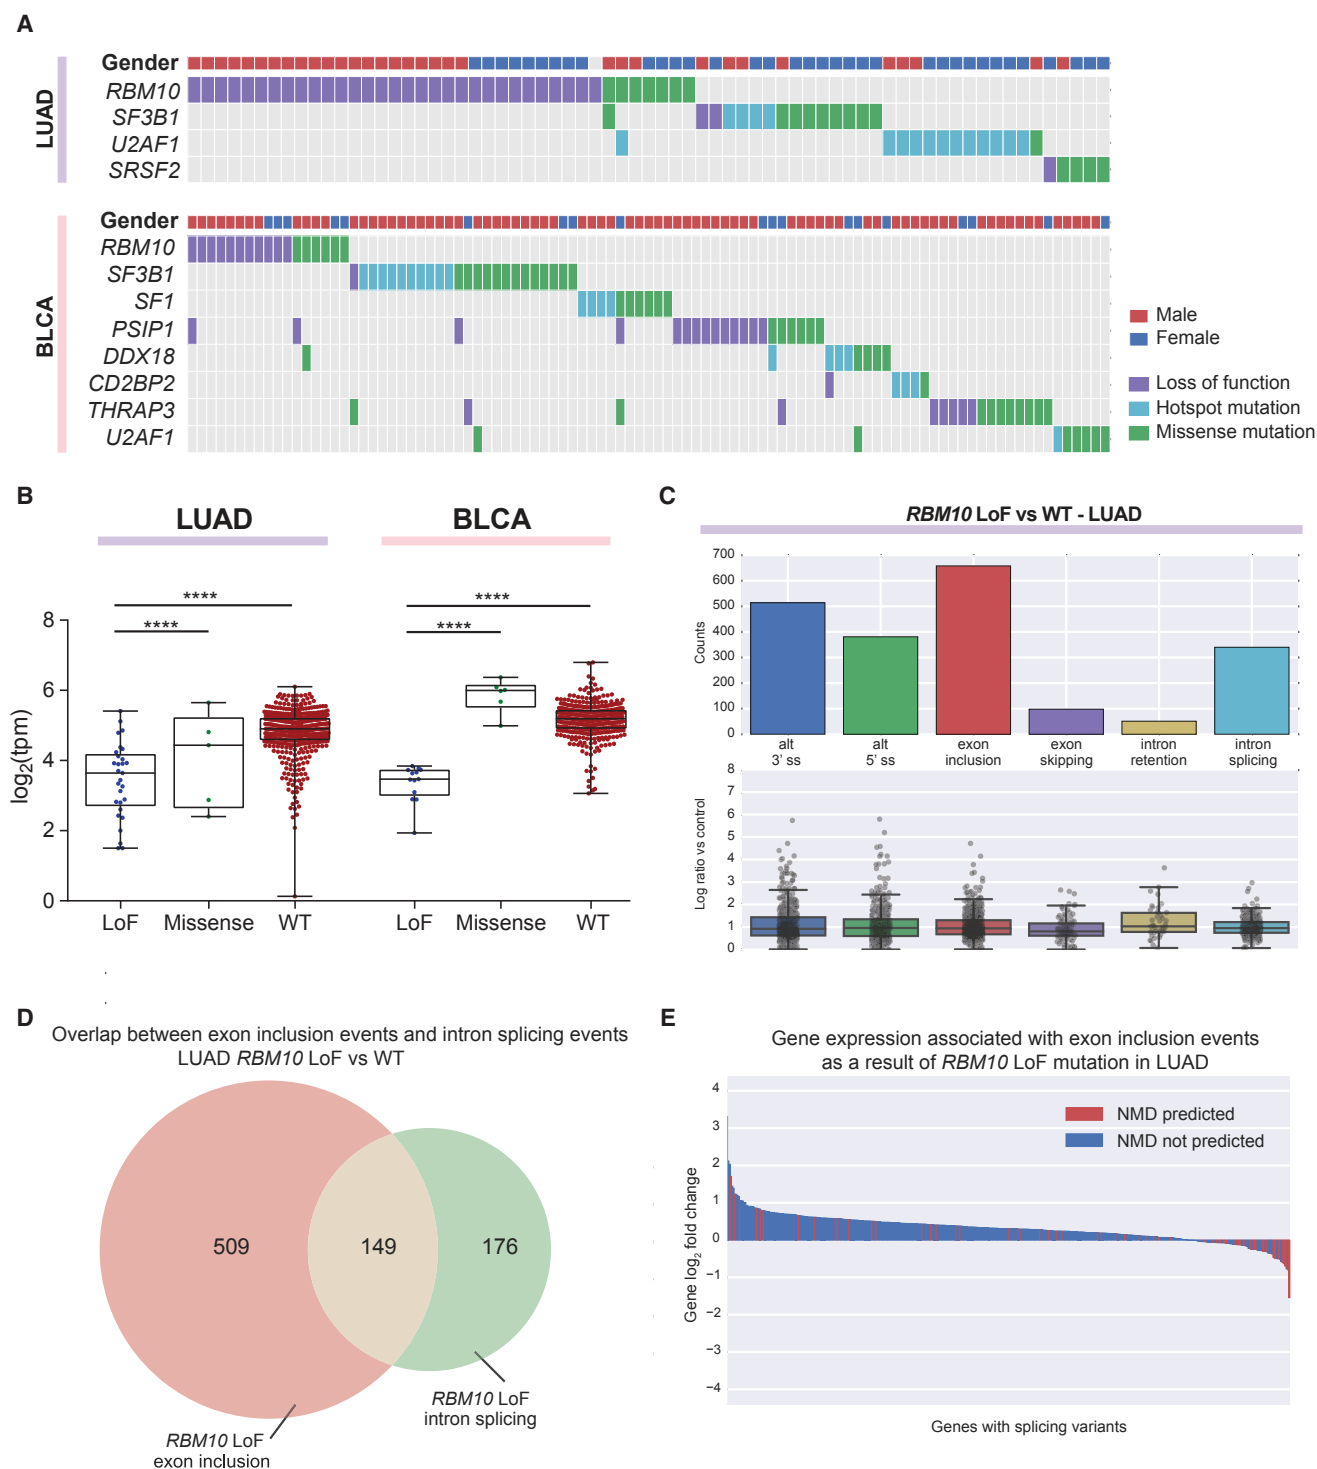 A
LUAD
Gender
RBM10
SF3B1
U2AF1
SRSF2
BLCA
Gender
RBM10
SF3B1
SF1
PSIP1
DDX18
CD2BP2
THRAP3
U2AF1
Male
Female
Loss of function
Hotspot mutation
Missense mutation
B
LUAD
BLCA
****
****
****
****
log2(tpm)
8
6
4
2
0
LoF
Missense
WT
LoF
Missense
WT
C
RBM10 LoF vs WT - LUAD
Counts
700
600
500
400
300
200
100
0
alt
3' ss
alt
5' ss
exon
inclusion
exon
skipping
intron
retention
intron
splicing
Log ratio vs control
8
7
6
5
4
3
2
1
0
D
Overlap between exon inclusion events and intron splicing events
LUAD RBM10 LoF vs WT
509
149
176
RBM10 LoF
intron splicing
RBM10 LoF
exon inclusion
E
Gene expression associated with exon inclusion events
as a result of RBM10 LoF mutation in LUAD
NMD predicted
NMD not predicted
Gene log2 fold change
4
3
2
1
0
−1
−2
−3
−4
Genes with splicing variants